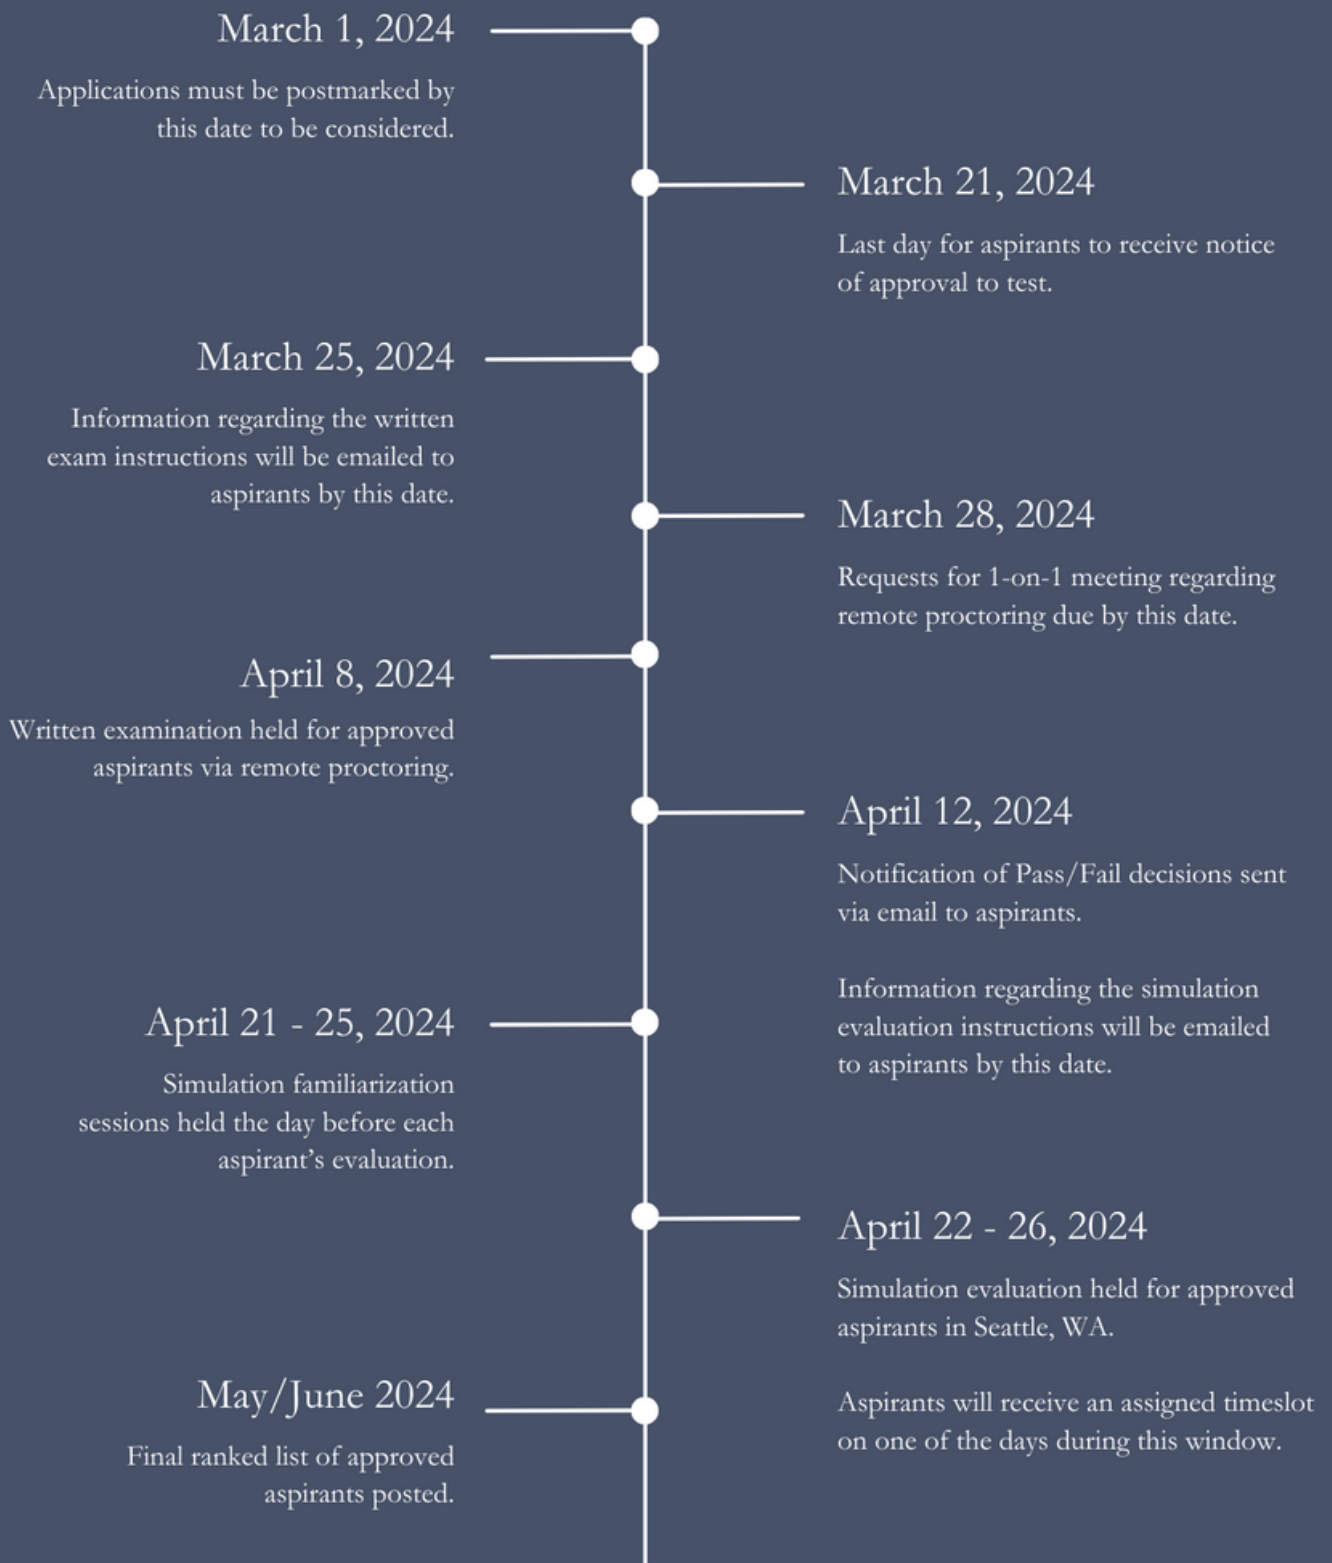 March 1, 2024
Applications must be postmarked by
this date to be considered.
March 21, 2024
Last day for aspirants to receive notice
of approval to test.
March 25, 2024
Information regarding the written
exam instructions will be emailed to
aspirants by this date.
March 28, 2024
Requests for 1-on-1 meeting regarding
remote proctoring due by this date.
April 8, 2024
Written examination held for approved
aspirants via remote proctoring.
April 12, 2024
Notification of Pass/Fail decisions sent
via email to aspirants.
Information regarding the simulation
evaluation instructions will be emailed
to aspirants by this date.
April 21 - 25, 2024
Simulation familiarization
sessions held the day before each
aspirant’s evaluation.
April 22 - 26, 2024
Simulation evaluation held for approved
aspirants in Seattle, WA.
Aspirants will receive an assigned timeslot
on one of the days during this window.
May/June 2024
Final ranked list of approved
aspirants posted.